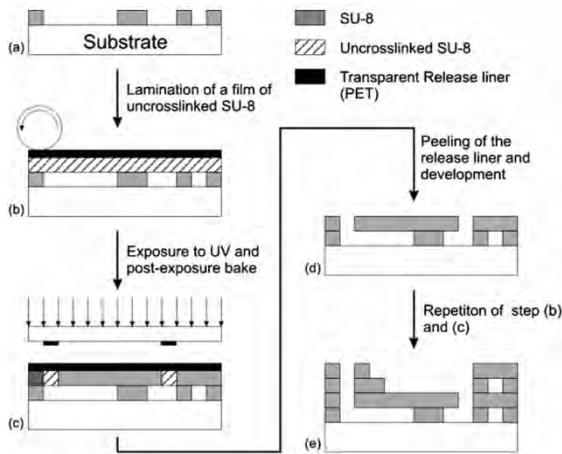 SU-8
Uncrosslinked SU-8
Transparent Release liner
(PET)
Substrate
(a)
Lamination of a film of
uncrosslinked SU-8
(b)
Exposure to UV and
post-exposure bake
(c)
Peeling of the
release liner and
development
(d)
Repetiton of step (b)
and (c)
(e)